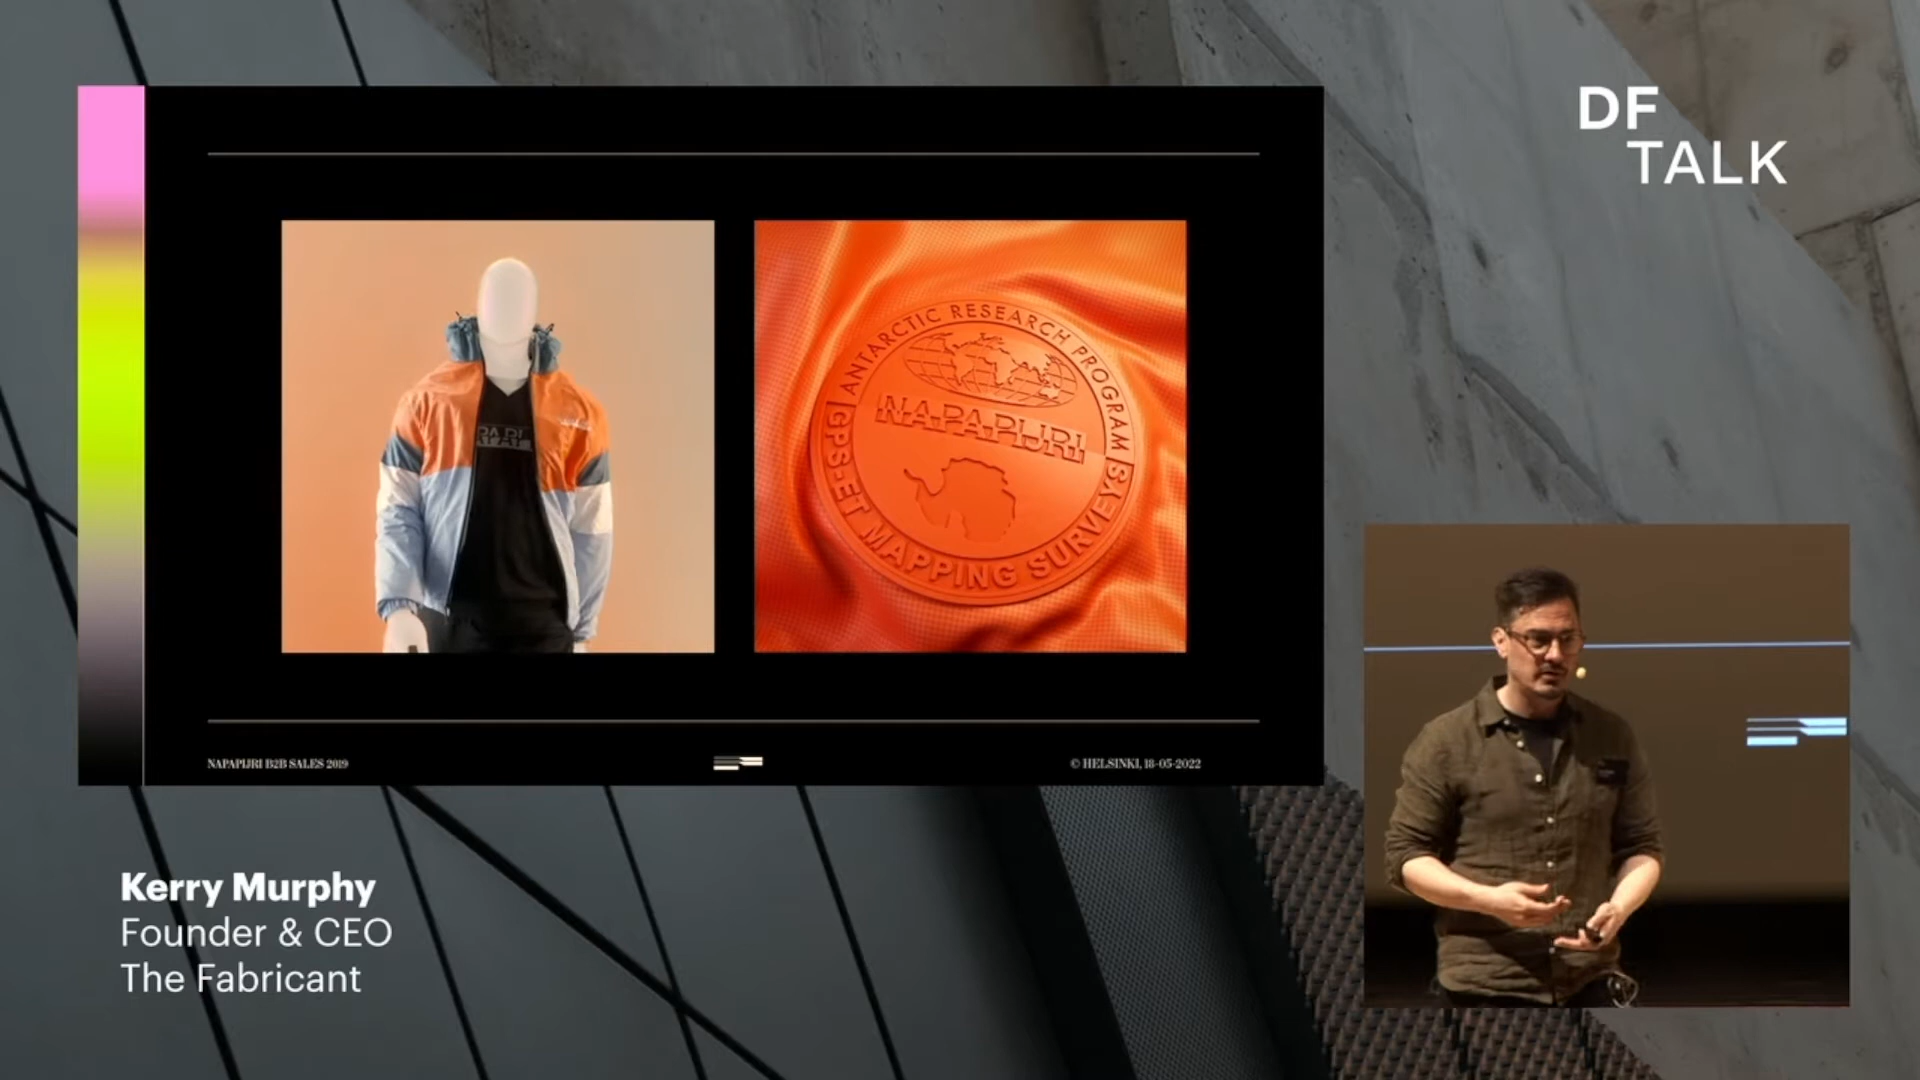 DF
TALK
RAPI
ANTARCTIC RESEARCH PROGRAM
NAPAPIJRI
GPS-ET MAPPING SURVEYS
NAPAPIJRI B2B SALES 2019
© HELSINKI, 18-05-2022
Kerry Murphy
Founder & CEO
The Fabricant